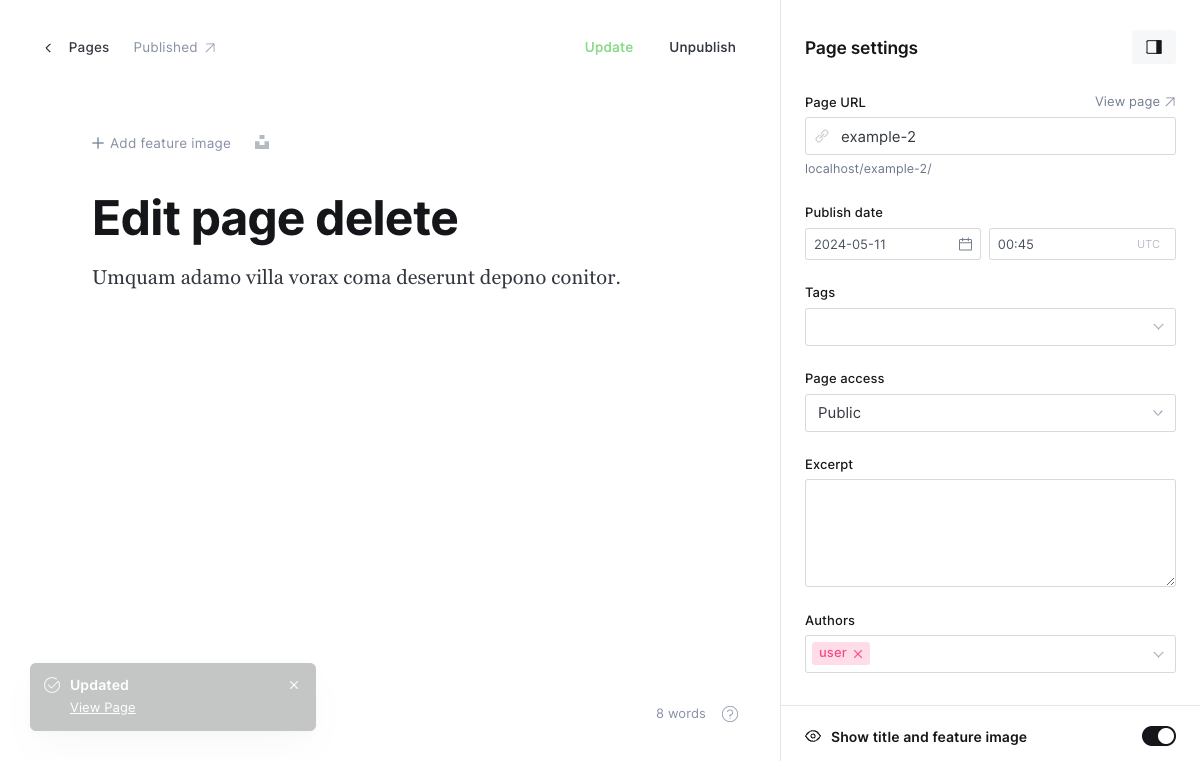 Pages
Published
Update
Unpublish
Add feature image
Edit page delete
Umquam adamo villa vorax coma deserunt depono conitor.
Updated
View Page
8 words
Page settings
Page URL
View page
example-2
localhost/example-2/
Publish date
2024-05-11
00:45
UTC
Tags
Page access
Public
Excerpt
Authors
user
Show title and feature image